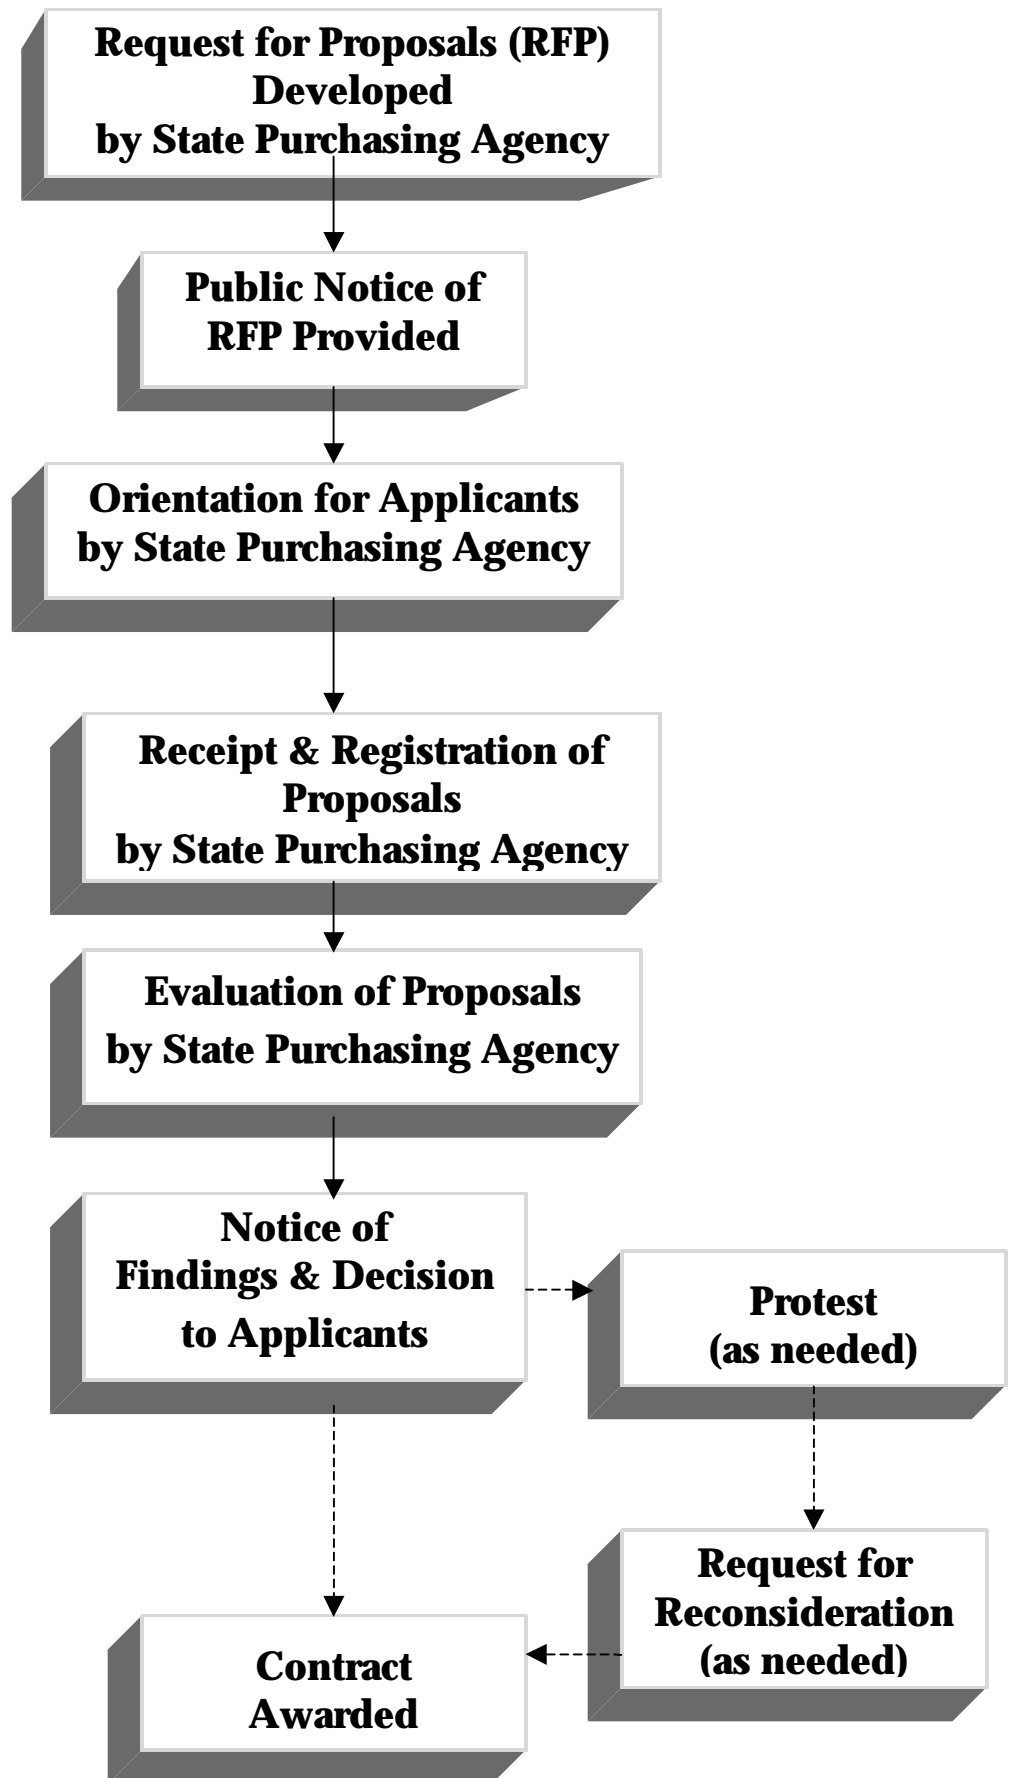 Request for Proposals (RFP)
Developed
by State Purchasing Agency
Public Notice of
RFP Provided
Orientation for Applicants
by State Purchasing Agency
Receipt & Registration of
Proposals
by State Purchasing Agency
Evaluation of Proposals
by State Purchasing Agency
Notice of
Findings & Decision
to Applicants
Protest
(as needed)
Request for
Reconsideration
(as needed)
Contract
Awarded